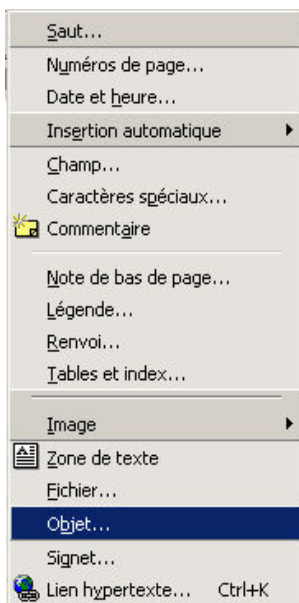 Saut...
Numéros de page...
Date et heure...
Insertion automatique
Champ...
Caractères spéciaux...
Commentaire
Note de bas de page...
Légende...
Renvoi...
Tables et index...
Image
Zone de texte
Fichier...
Objet...
Signet...
Lien hypertexte... Ctrl+K